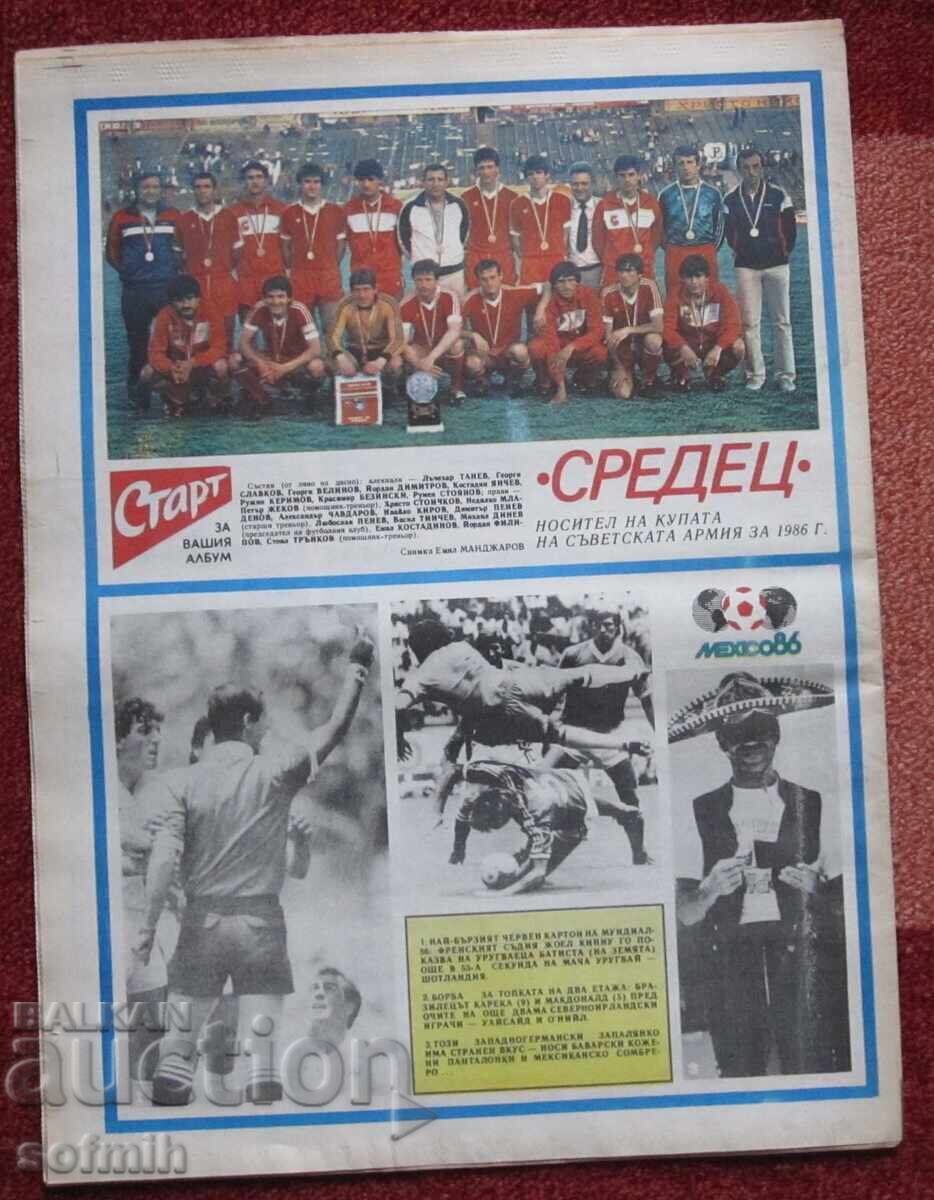 ХРИСТО
P
Старт
ЗА
ВАШИЯ
АЛБУМ
Състав (от ляво на дясно): клекнали — Лъчезар ТАНЕВ, Георги
СЛАВКОВ, Георги ВЕЛИНОВ, Йордан ДИМИТРОВ, Костадин ЯНЧЕВ,
Ружди КЕРИМОВ, Красимир БЕЗИНСКИ, Румен СТОЯНОВ; прави —
Петър ЖЕКОВ (помощник-треньор), Христо СТОИЧКОВ, Недялко МЛА-
ДЕНОВ, Александър ЧАВДАРОВ, Ивайло КИРОВ, Димитър ПЕНЕВ
(старши треньор), Любослав ПЕНЕВ, Васил ТИНЧЕВ, Михаил ДИНЕВ
(председател на футболния клуб), Емил КОСТАДИНОВ, Йордан ФИЛИ-
ПОВ, Стоил ТРЪНКОВ (помощник-треньор).
Снимка Емил МАНДЖАРОВ
•СРЕДЕЦ•
НОСИТЕЛ НА КУПАТА
НА СЪВЕТСКАТА АРМИЯ ЗА 1986 Г.
MEXICO86
1. НАЙ-БЪРЗИЯТ ЧЕРВЕН КАРТОН НА МУНДИАЛ-
86: ФРЕНСКИЯТ СЪДИЯ ЖОЕЛ КИНИУ ГО ПО-
КАЗВА НА УРУГВАЕЦА БАТИСТА (НА ЗЕМЯТА)
ОЩЕ В 55-А СЕКУНДА НА МАЧА УРУГВАЙ —
ШОТЛАНДИЯ.
2. БОРБА ЗА ТОПКАТА НА ДВА ЕТАЖА: БРА-
ЗИЛЕЦЪТ КАРЕКА (9) И МАКДОНАЛД (5) ПРЕД
ОЧИТЕ НА ОЩЕ ДВАМА СЕВЕРНОИРЛАНДСКИ
ИГРАЧИ — УАЙСАЙД И О'НИЙЛ.
3. ТОЗИ ЗАПАДНОГЕРМАНСКИ ЗАПАЛЯНКО
ИМА СТРАНЕН ВКУС — НОСИ БАВАРСКИ КОЖЕ-
НИ ПАНТАЛОНКИ И МЕКСИКАНСКО СОМБРЕ-
РО ...
3
BALKAN
auction
sofmih